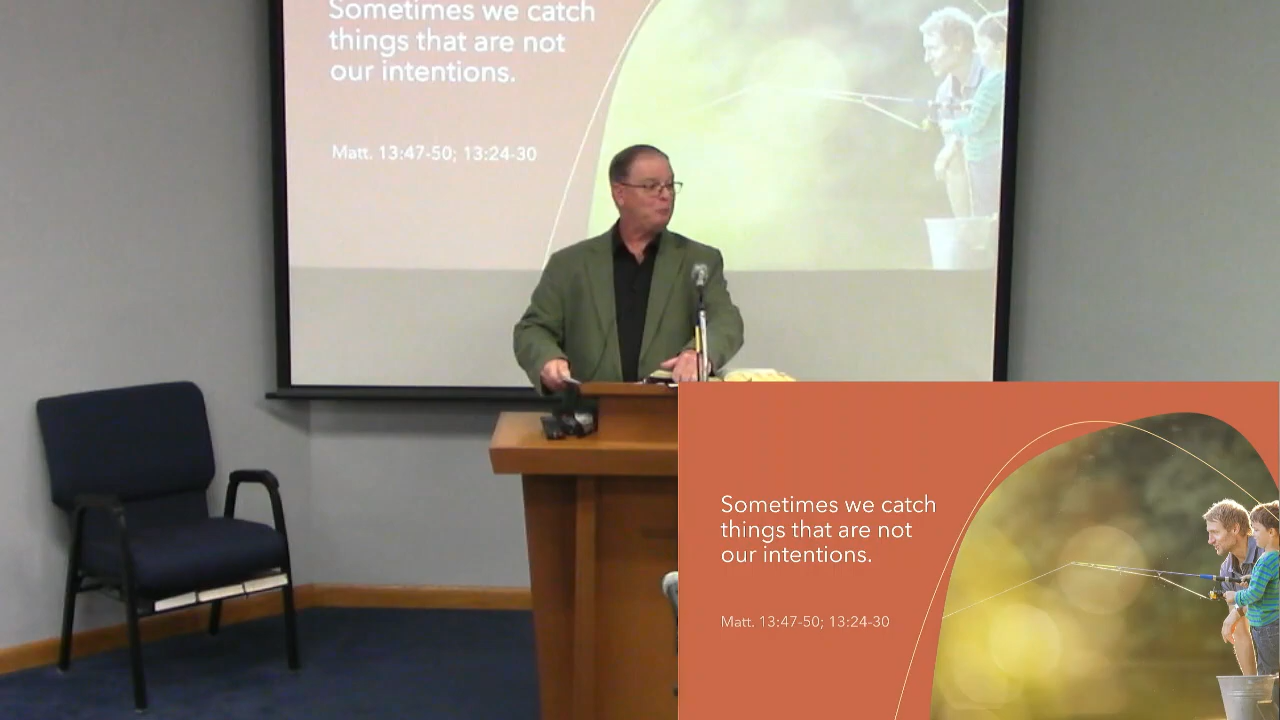 Sometimes we catch
things that are not
our intentions.
Matt. 13:47-50; 13:24-30
Sometimes we catch
things that are not
our intentions.
Matt. 13:47-50; 13:24-30